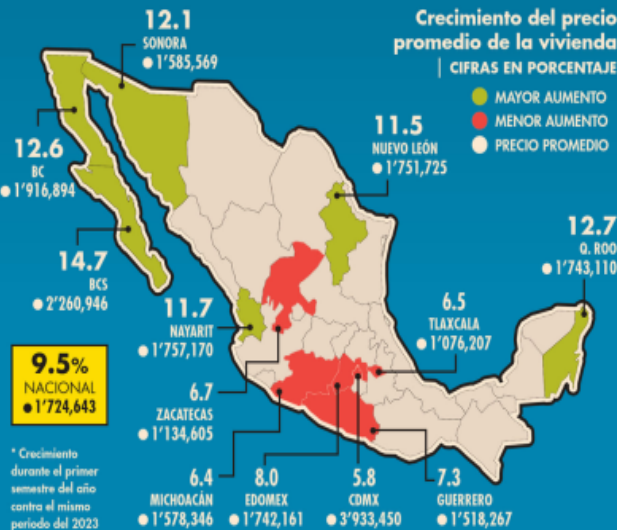 Crecimiento del precio
promedio de la vivienda
CIFRAS EN PORCENTAJE
MAYOR AUMENTO
MENOR AUMENTO
PRECIO PROMEDIO
12.1
SONORA
1’585,569
12.6
BC
1’916,894
14.7
BCS
2’260,946
11.5
NUEVO LEÓN
1’751,725
12.7
Q. ROO
1’743,110
11.7
NAYARIT
1’757,170
6.5
TLAXCALA
1’076,207
9.5%
NACIONAL
1’724,643
6.7
ZACATECAS
1’134,605
* Crecimiento
durante el primer
semestre del año
contra el mismo
periodo del 2023
6.4
MICHOACÁN
1’578,346
8.0
EDOMEX
1’742,161
5.8
CDMX
3’933,450
7.3
GUERRERO
1’518,267